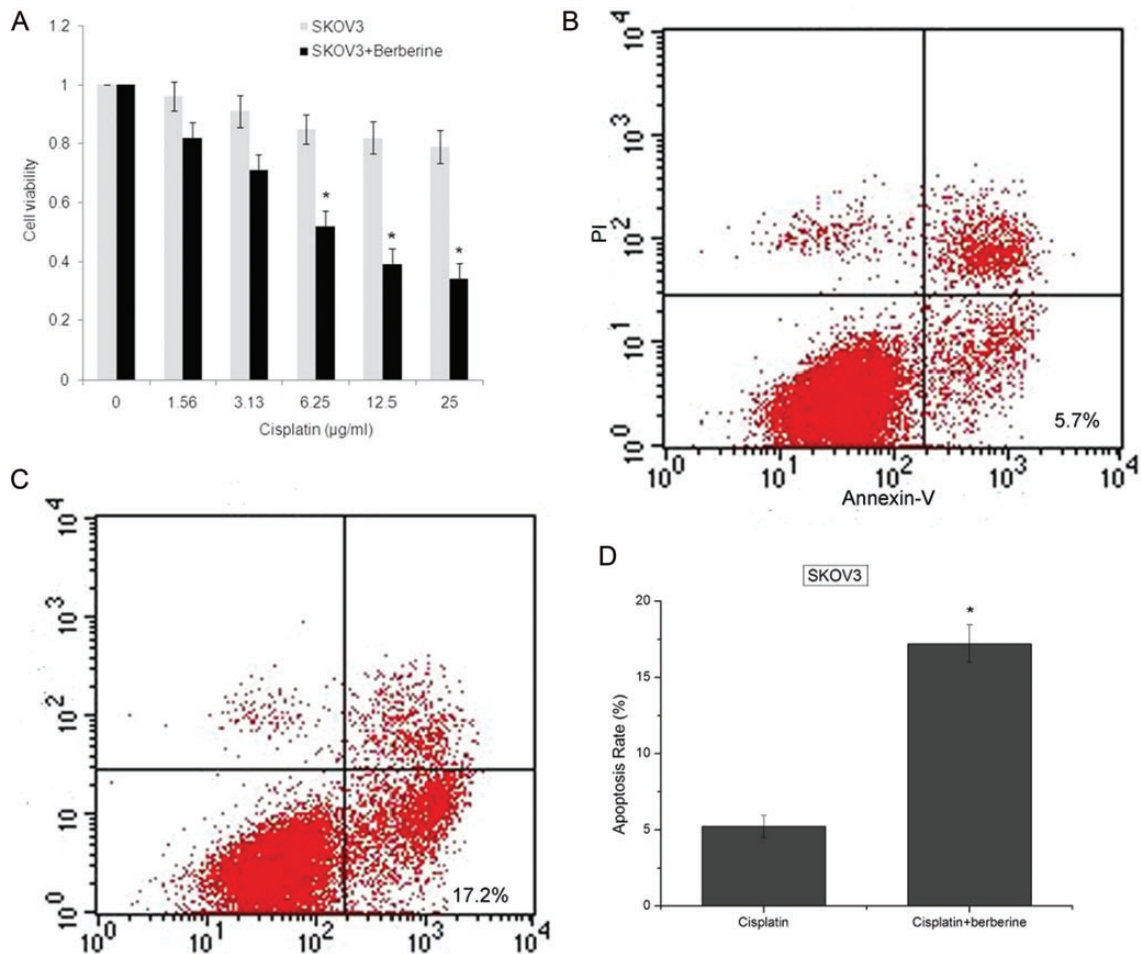 A
SKOV3
SKOV3+Berberine
1.2
1
0.8
0.6
0.4
0.2
0
Cell viability
*
*
*
0 1.56 3.13 6.25 12.5 25
Cisplatin (µg/ml)
B
10⁴
10³
10²
10¹
10⁰
PI
5.7%
10⁰ 10¹ 10² 10³ 10⁴
Annexin-V
C
10⁴
10³
10²
10
10⁰
17.2%
10⁰ 10¹ 10² 10³ 10⁴
D
SKOV3
20
15
10
5
0
Apoptosis Rate (%)
*
Cisplatin Cisplatin+berberine